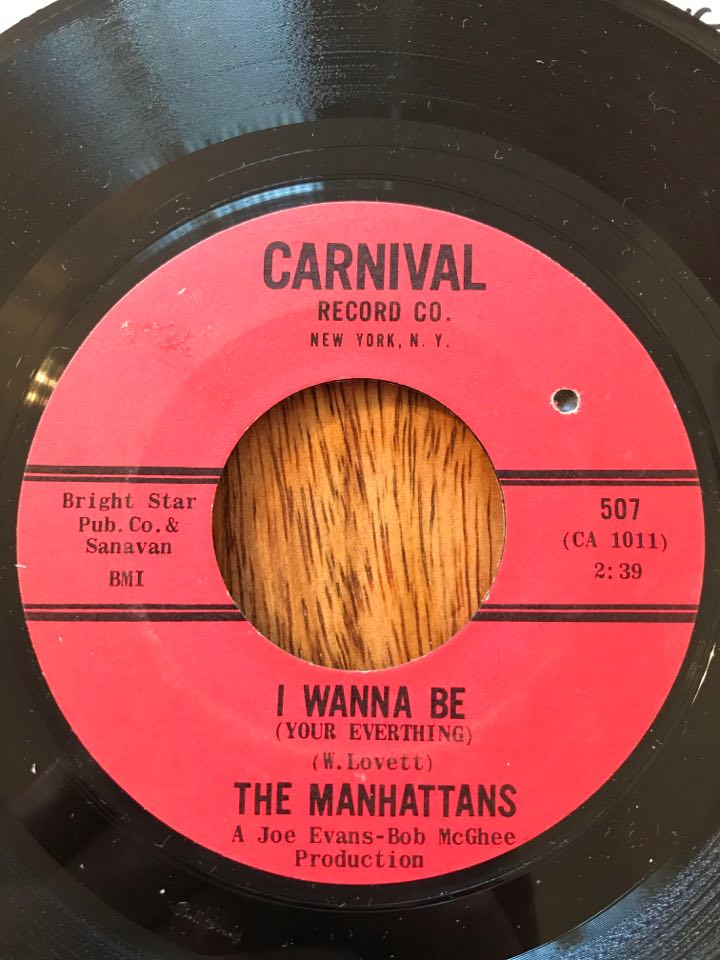 CARNIVAL
RECORD CO.
NEW YORK, N. Y.
Bright Star
Pub. Co. &
Sanavan
BMI
507
(CA 1011)
2:39
I WANNA BE
(YOUR EVERTHING)
(W.Lovett)
THE MANHATTANS
A Joe Evans-Bob McGhee
Production